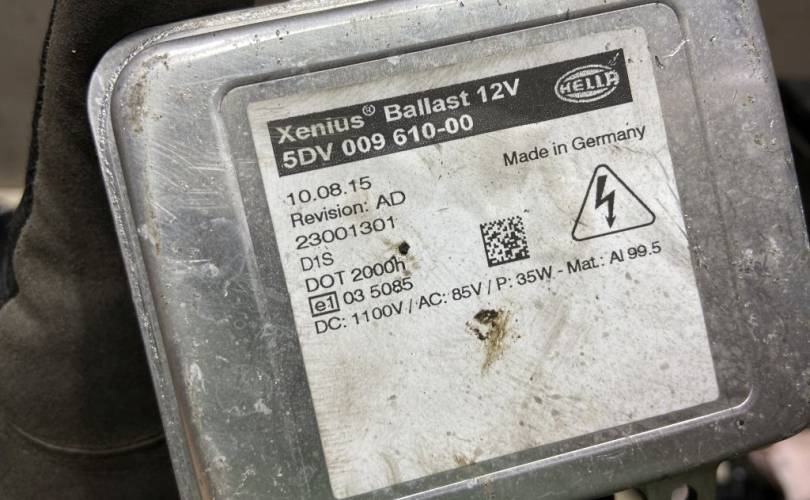 Xenius® Ballast 12V
HELLA
5DV 009 610-00
Made in Germany
10.08.15
Revision: AD
23001301
D1S
DOT 2000h
e1 03 5085
DC: 1100V / AC: 85V / P: 35W - Mat.: Al 99.5